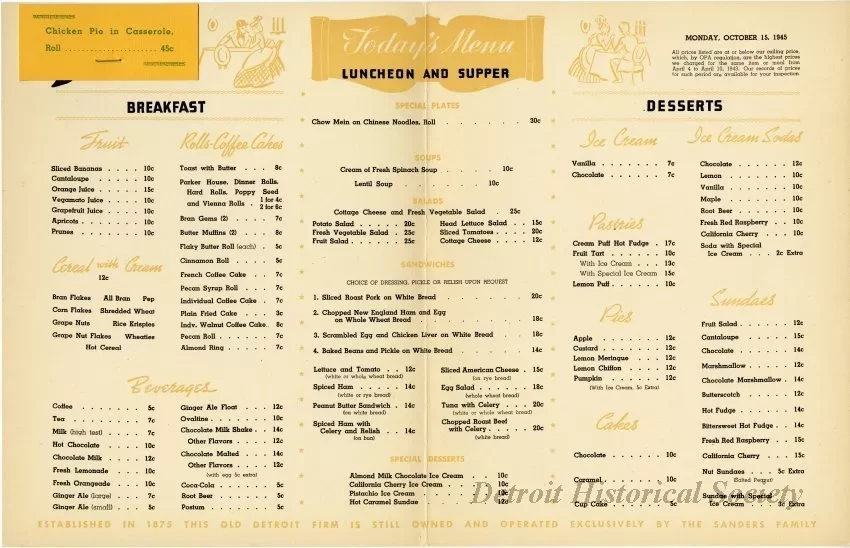 Chicken Pie in Casserole,
Roll ..................... 45c
Today's Menu
LUNCHEON AND SUPPER
MONDAY, OCTOBER 15, 1945
All prices listed are at or below our ceiling price,
which, by OPA regulation, are the highest prices
we charged for the same item or meal from
April 4 to April 10, 1943. Our records of prices
for such period are available for your inspection.
BREAKFAST
Fruit
Sliced Bananas . . . . 10c
Cantaloupe . . . . . 10c
Orange Juice . . . . . 15c
Vegamato Juice . . . . 10c
Grapefruit Juice . . . . 10c
Apricots . . . . . . 10c
Prunes . . . . . . . 10c
Cereal with Cream
12c
Bran Flakes All Bran Pep
Corn Flakes Shredded Wheat
Grape Nuts Rice Krispies
Grape Nut Flakes Wheaties
Hot Cereal
Rolls-Coffee Cakes
Toast with Butter . . . 8c
Parker House, Dinner Rolls,
Hard Rolls, Poppy Seed
and Vienna Rolls . 1 for 4c
2 for 6c
Bran Gems (2) . . . . 7c
Butter Muffins (2) . . . 8c
Flaky Butter Roll (each) . 5c
Cinnamon Roll . . . . 5c
French Coffee Cake . . 7c
Pecan Syrup Roll . . . 7c
Individual Coffee Cake . 7c
Plain Fried Cake . . . 3c
Indv. Walnut Coffee Cake. 8c
Pecan Roll . . . . . 7c
Almond Ring . . . . . 7c
Beverages
Coffee . . . . . . . 5c
Tea . . . . . . . . 7c
Milk (high test) . . . . 7c
Hot Chocolate . . . . 10c
Chocolate Milk . . . . 12c
Fresh Lemonade . . . 10c
Fresh Orangeade . . . 10c
Ginger Ale (large) . . . 7c
Ginger Ale (small) . . . 5c
Ginger Ale Float . . . 12c
Ovaltine . . . . . . 10c
Chocolate Milk Shake . . 14c
Other Flavors . . . . 12c
Chocolate Malted . . . 14c
Other Flavors . . . . 12c
(with egg 5c extra)
Coca-Cola . . . . . . 5c
Root Beer . . . . . . 5c
Postum . . . . . . . 5c
SPECIAL PLATES
Chow Mein on Chinese Noodles, Roll . . . . . . 30c
SOUPS
Cream of Fresh Spinach Soup . . . 10c
Lentil Soup . . . . . 10c
SALADS
Cottage Cheese and Fresh Vegetable Salad 25c
Potato Salad . . . . . 20c
Fresh Vegetable Salad . 25c
Fruit Salad . . . . . 25c
Head Lettuce Salad . . 15c
Sliced Tomatoes . . . 20c
Cottage Cheese . . . . 12c
SANDWICHES
CHOICE OF DRESSING, PICKLE OR RELISH UPON REQUEST
1. Sliced Roast Pork on White Bread . . . . . 20c
2. Chopped New England Ham and Egg
on Whole Wheat Bread . . . . . . . 18c
3. Scrambled Egg and Chicken Liver on White Bread . . 18c
4. Baked Beans and Pickle on White Bread . . . . 14c
Lettuce and Tomato . . 12c
(white or whole wheat bread)
Spiced Ham . . . . . 14c
(white or rye bread)
Peanut Butter Sandwich . 14c
(on white bread)
Spiced Ham with
Celery and Relish . . 14c
(on bun)
Sliced American Cheese . 15c
(on rye bread)
Egg Salad . . . . . . 18c
(whole wheat bread)
Tuna with Celery . . . 20c
(white or whole wheat bread)
Chopped Roast Beef
with Celery . . . . . 20c
(white bread)
SPECIAL DESSERTS
Almond Milk Chocolate Ice Cream . . . 10c
California Cherry Ice Cream . . . . 10c
Pistachio Ice Cream . . . . . . 10c
Hot Caramel Sundae . . . . . . 12c
DESSERTS
Ice Cream
Vanilla . . . . . . . 7c
Chocolate . . . . . . 7c
Pastries
Cream Puff Hot Fudge . 17c
Fruit Tart . . . . . . 10c
With Ice Cream . . . 13c
With Special Ice Cream 15c
Lemon Puff . . . . . 10c
Pies
Apple . . . . . . . 12c
Custard . . . . . . . 12c
Lemon Meringue . . . 12c
Lemon Chiffon . . . . 12c
Pumpkin . . . . . . 12c
(With Ice Cream, 5c Extra)
Cakes
Chocolate . . . . . . 10c
Caramel . . . . . . . 10c
Cup Cake . . . . . . 5c
Ice Cream Sodas
Chocolate . . . . . . 12c
Lemon . . . . . . . 10c
Vanilla . . . . . . . 10c
Maple . . . . . . . 10c
Root Beer . . . . . . 10c
Fresh Red Raspberry . . 10c
California Cherry . . . 10c
Soda with Special
Ice Cream . . . 2c Extra
Sundaes
Fruit Salad . . . . . 12c
Cantaloupe . . . . . 15c
Chocolate . . . . . . 14c
Marshmallow . . . . . 12c
Chocolate Marshmallow . 14c
Butterscotch . . . . . 12c
Hot Fudge . . . . . . 14c
Bittersweet Hot Fudge . . 14c
Fresh Red Raspberry . . 15c
California Cherry . . . 15c
Nut Sundaes . . . 5c Extra
(Salted Pecans)
Sundae with Special
Ice Cream . . . 3c Extra
Detroit Historical Society
ESTABLISHED IN 1875 THIS OLD DETROIT FIRM IS STILL OWNED AND OPERATED EXCLUSIVELY BY THE SANDERS FAMILY